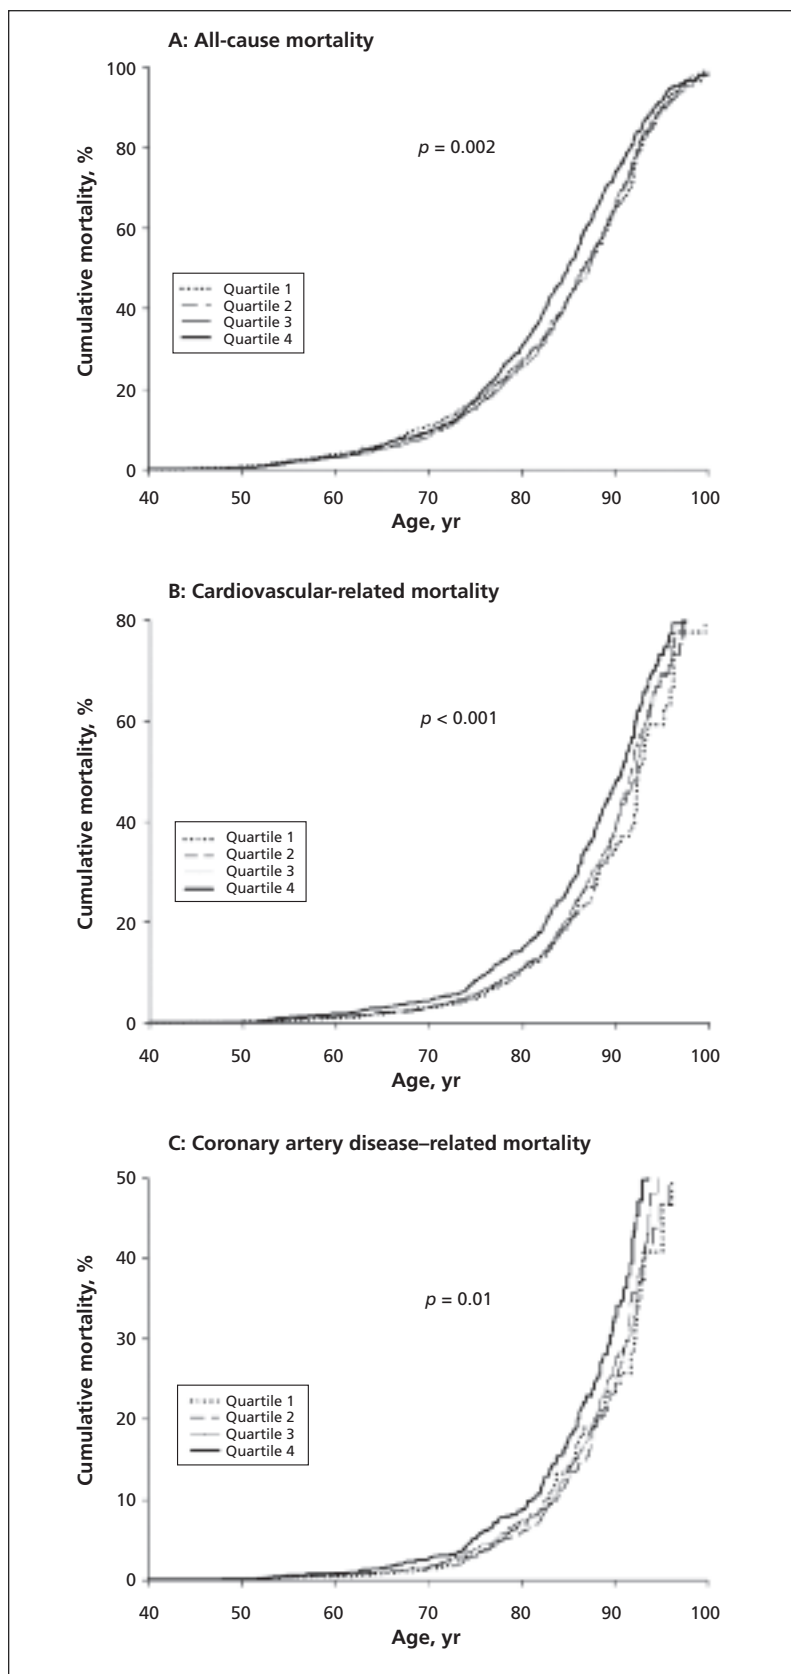 A: All-cause mortality
100
80
60
40
20
0
Cumulative mortality, %
p = 0.002
Quartile 1
Quartile 2
Quartile 3
Quartile 4
40 50 60 70 80 90 100
Age, yr
B: Cardiovascular-related mortality
80
60
40
20
0
Cumulative mortality, %
p < 0.001
Quartile 1
Quartile 2
Quartile 3
Quartile 4
40 50 60 70 80 90 100
Age, yr
C: Coronary artery disease–related mortality
50
40
30
20
10
0
Cumulative mortality, %
p = 0.01
Quartile 1
Quartile 2
Quartile 3
Quartile 4
40 50 60 70 80 90 100
Age, yr